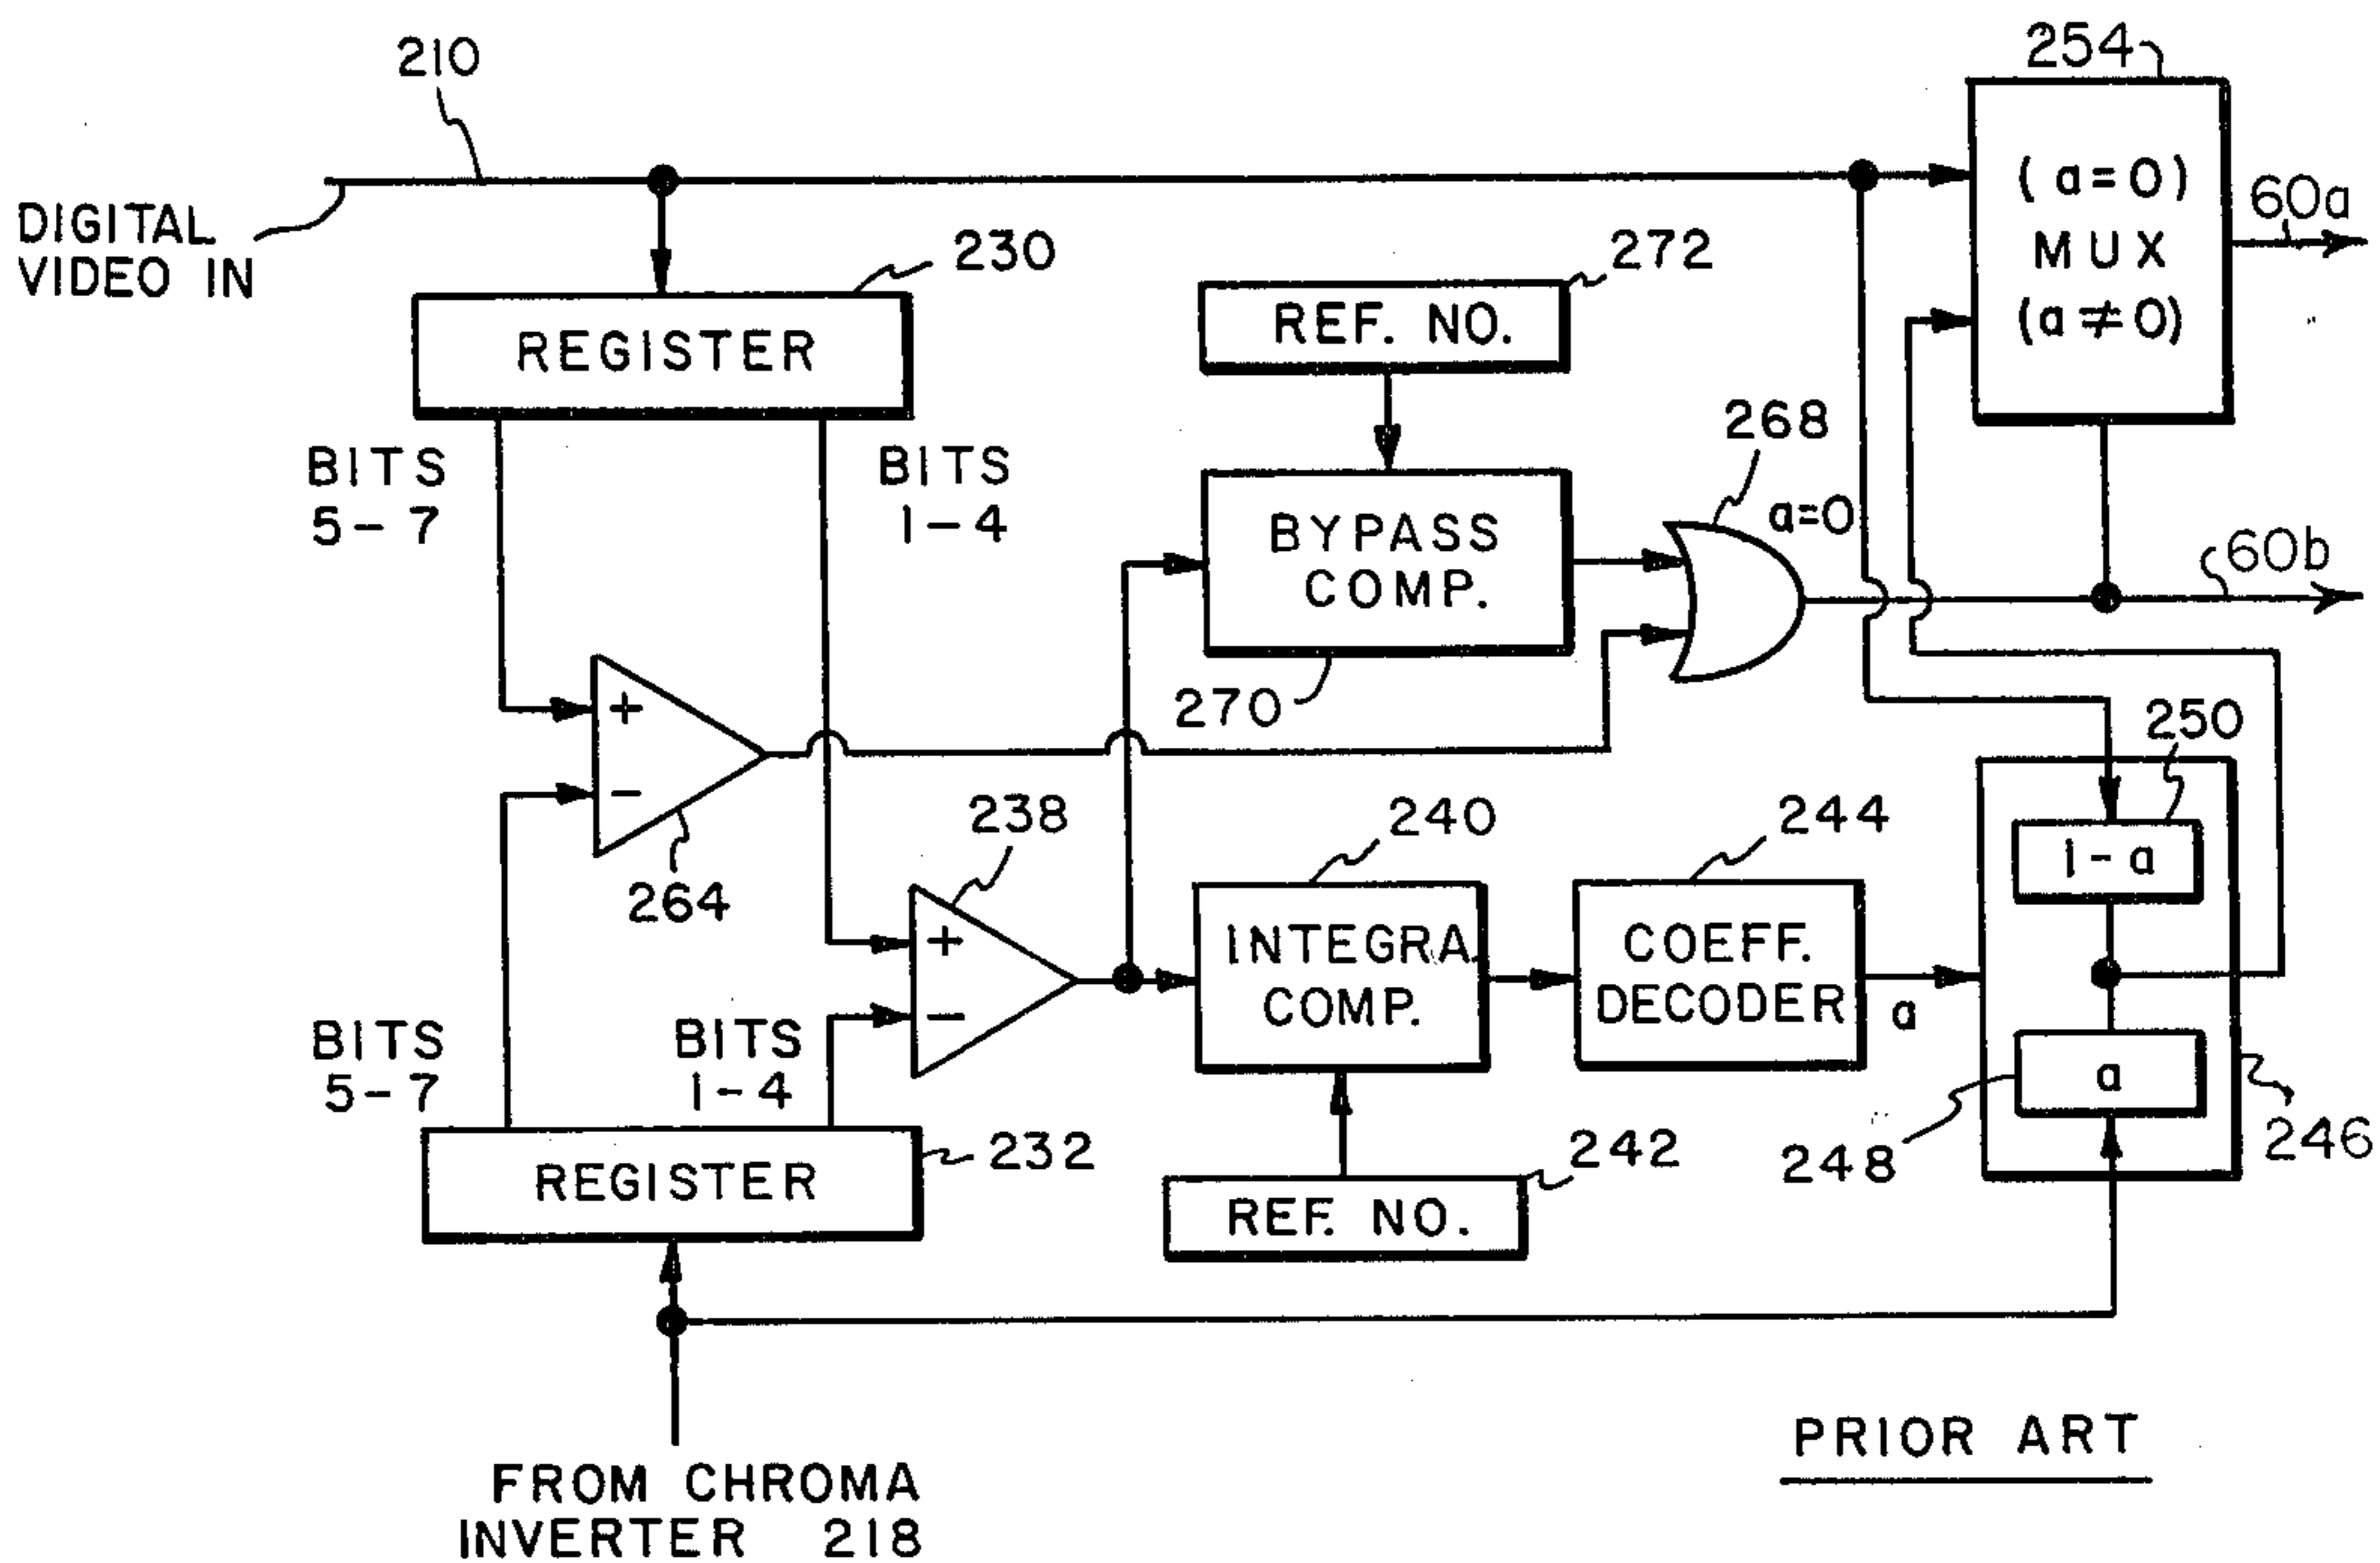 210
254
DIGITAL
VIDEO IN
(a=0)
MUX
(a≠0)
60a
230
REGISTER
272
REF. NO.
BITS
5-7
BITS
1-4
268
a=0
BYPASS
COMP.
60b
270
+
-
264
250
1-a
238
+
-
240
INTEGRA.
COMP.
244
COEFF.
DECODER
a
a
248
246
BITS
5-7
BITS
1-4
REGISTER
232
242
REF. NO.
FROM CHROMA
INVERTER 218
PRIOR ART